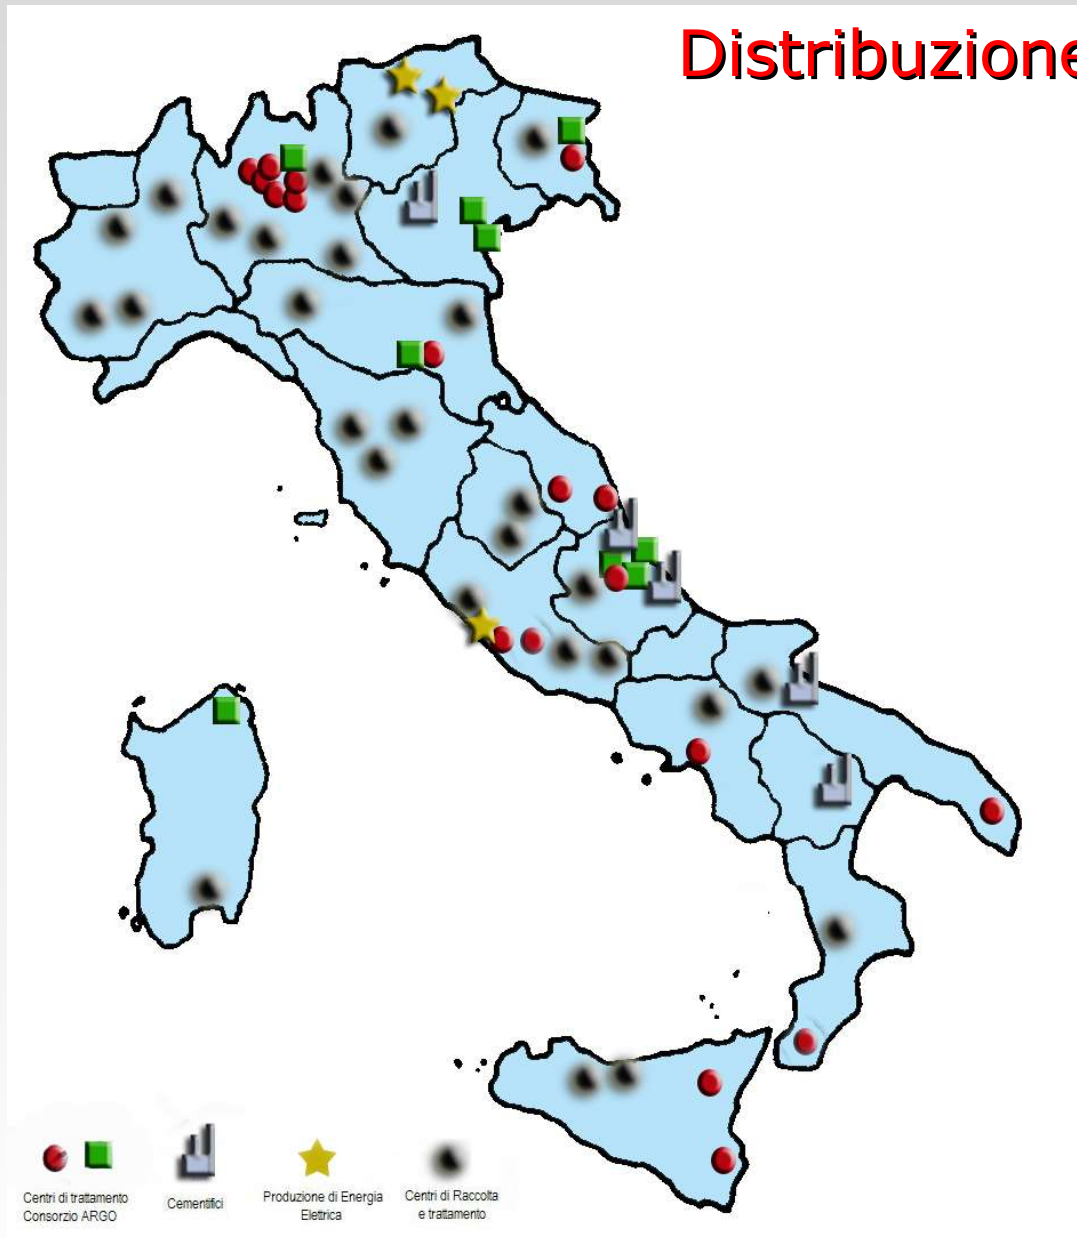 Distribuzione
Centri di trattamento
Consorzio ARGO
Cementifici
Produzione di Energia
Elettrica
Centri di Raccolta
e trattamento